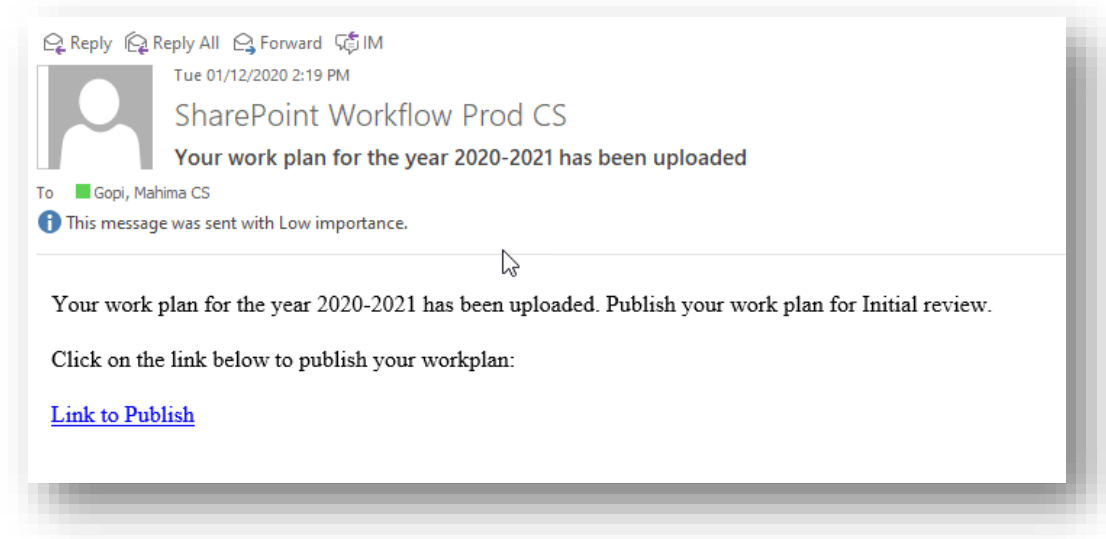 Reply Reply All Forward IM
Tue 01/12/2020 2:19 PM
SharePoint Workflow Prod CS
Your work plan for the year 2020-2021 has been uploaded
To Gopi, Mahima CS
This message was sent with Low importance.
Your work plan for the year 2020-2021 has been uploaded. Publish your work plan for Initial review.
Click on the link below to publish your workplan:
Link to Publish